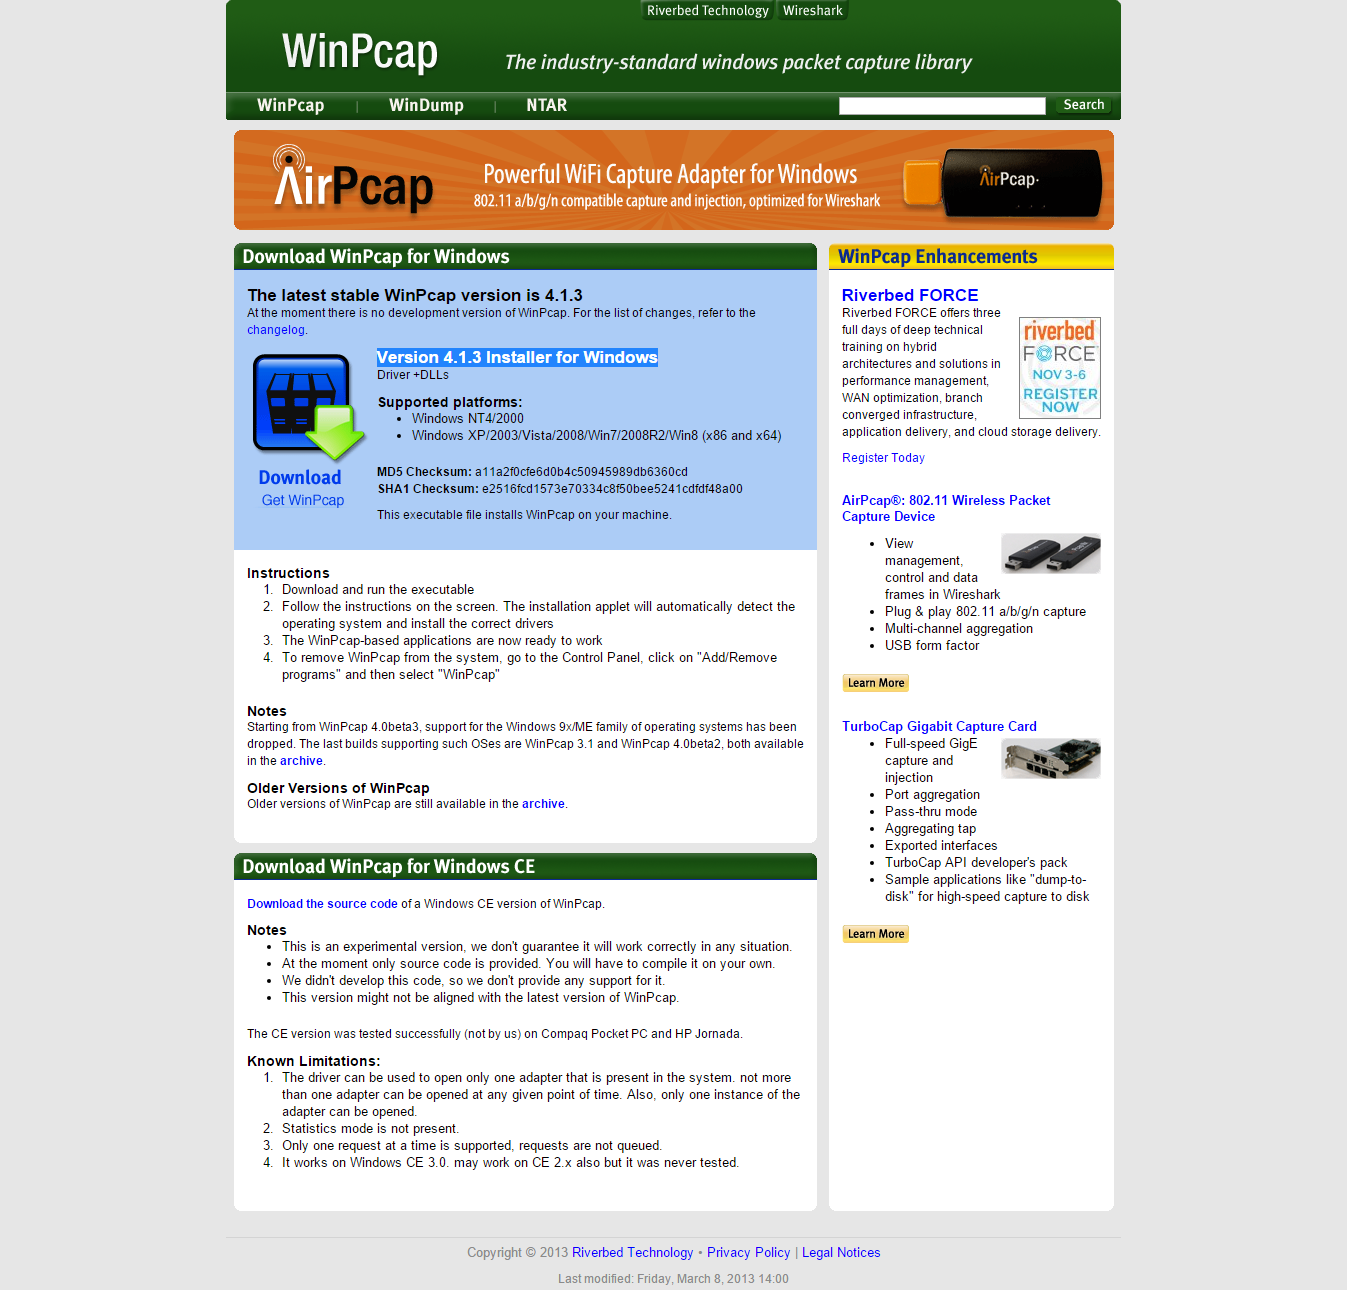 Riverbed Technology
Wireshark
WinPcap
The industry-standard windows packet capture library
WinPcap | WinDump | NTAR
Search
AirPcap
Powerful WiFi Capture Adapter for Windows
802.11 a/b/g/n compatible capture and injection, optimized for Wireshark
AirPcap
Download WinPcap for Windows
The latest stable WinPcap version is 4.1.3
At the moment there is no development version of WinPcap. For the list of changes, refer to the
changelog.
Version 4.1.3 Installer for Windows
Driver +DLLs
Supported platforms:
• Windows NT4/2000
• Windows XP/2003/Vista/2008/Win7/2008R2/Win8 (x86 and x64)
Download
Get WinPcap
MD5 Checksum: a11a2f0cfe6d0b4c50945989db6360cd
SHA1 Checksum: e2516fcd1573e70334c8f50bee5241cdfdf48a00
This executable file installs WinPcap on your machine.
Instructions
1. Download and run the executable
2. Follow the instructions on the screen. The installation applet will automatically detect the
operating system and install the correct drivers
3. The WinPcap-based applications are now ready to work
4. To remove WinPcap from the system, go to the Control Panel, click on "Add/Remove
programs" and then select "WinPcap"
Notes
Starting from WinPcap 4.0beta3, support for the Windows 9x/ME family of operating systems has been
dropped. The last builds supporting such OSes are WinPcap 3.1 and WinPcap 4.0beta2, both available
in the archive.
Older Versions of WinPcap
Older versions of WinPcap are still available in the archive.
Download WinPcap for Windows CE
Download the source code of a Windows CE version of WinPcap.
Notes
• This is an experimental version, we don't guarantee it will work correctly in any situation.
• At the moment only source code is provided. You will have to compile it on your own.
• We didn't develop this code, so we don't provide any support for it.
• This version might not be aligned with the latest version of WinPcap.
The CE version was tested successfully (not by us) on Compaq Pocket PC and HP Jornada.
Known Limitations:
1. The driver can be used to open only one adapter that is present in the system. not more
than one adapter can be opened at any given point of time. Also, only one instance of the
adapter can be opened.
2. Statistics mode is not present.
3. Only one request at a time is supported, requests are not queued.
4. It works on Windows CE 3.0. may work on CE 2.x also but it was never tested.
WinPcap Enhancements
Riverbed FORCE
Riverbed FORCE offers three
full days of deep technical
training on hybrid
architectures and solutions in
performance management,
WAN optimization, branch
converged infrastructure,
application delivery, and cloud storage delivery.
riverbed
FORCE
NOV 3-6
REGISTER
NOW
Register Today
AirPcap®: 802.11 Wireless Packet
Capture Device
• View
management,
control and data
frames in Wireshark
• Plug & play 802.11 a/b/g/n capture
• Multi-channel aggregation
• USB form factor
Learn More
TurboCap Gigabit Capture Card
• Full-speed GigE
capture and
injection
• Port aggregation
• Pass-thru mode
• Aggregating tap
• Exported interfaces
• TurboCap API developer's pack
• Sample applications like "dump-to-
disk" for high-speed capture to disk
Learn More
Copyright © 2013 Riverbed Technology • Privacy Policy | Legal Notices
Last modified: Friday, March 8, 2013 14:00